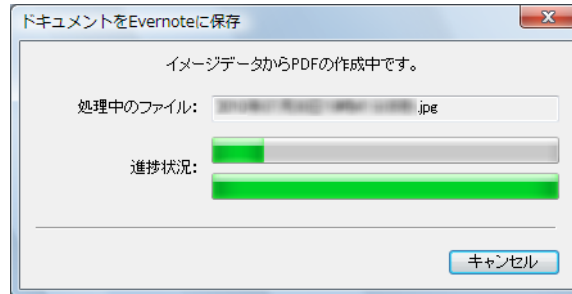 ドキュメントをEvernoteに保存
イメージデータからPDFの作成中です。
処理中のファイル: .jpg
進捗状況:
キャンセル